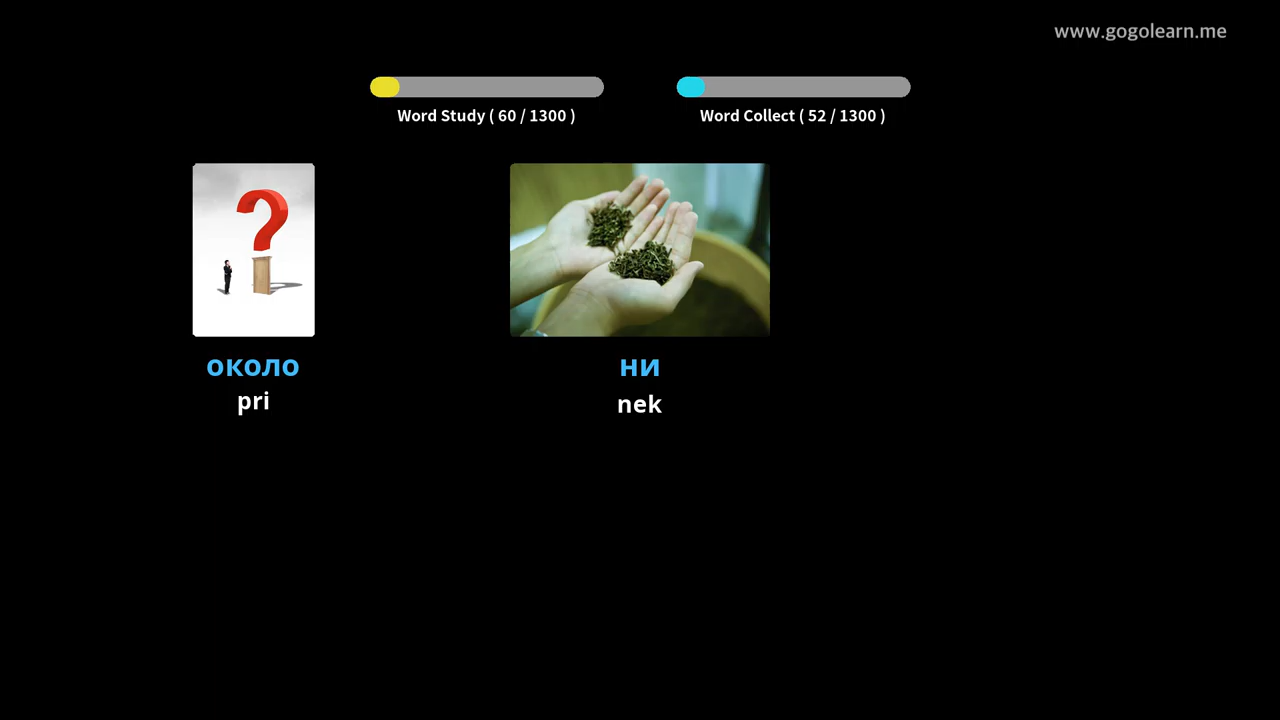 www.gogolearn.me
Word Study ( 60 / 1300 )
Word Collect ( 52 / 1300 )
около
pri
ни
nek